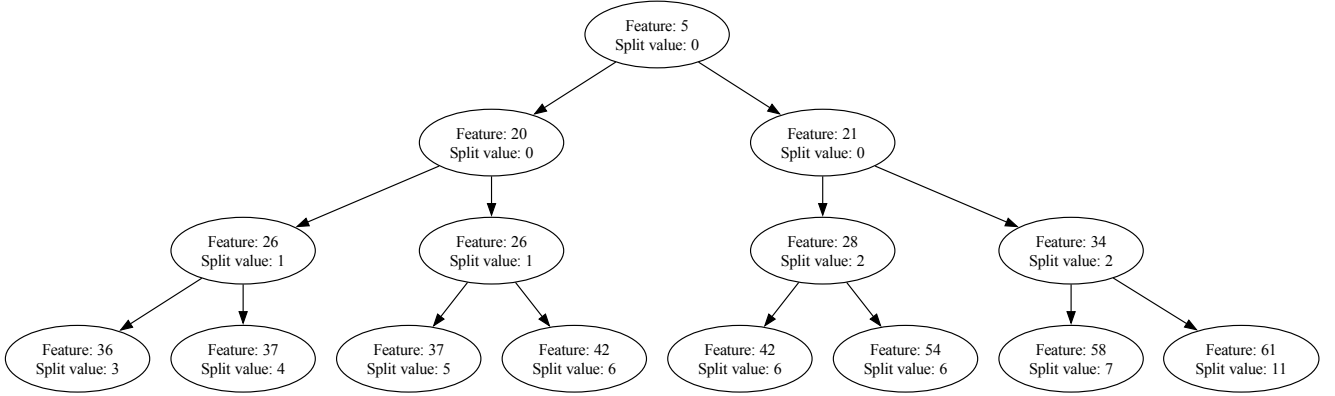 Feature: 5
Split value: 0
Feature: 20
Split value: 0
Feature: 21
Split value: 0
Feature: 26
Split value: 1
Feature: 26
Split value: 1
Feature: 28
Split value: 2
Feature: 34
Split value: 2
Feature: 36
Split value: 3
Feature: 37
Split value: 4
Feature: 37
Split value: 5
Feature: 42
Split value: 6
Feature: 42
Split value: 6
Feature: 54
Split value: 6
Feature: 58
Split value: 7
Feature: 61
Split value: 11